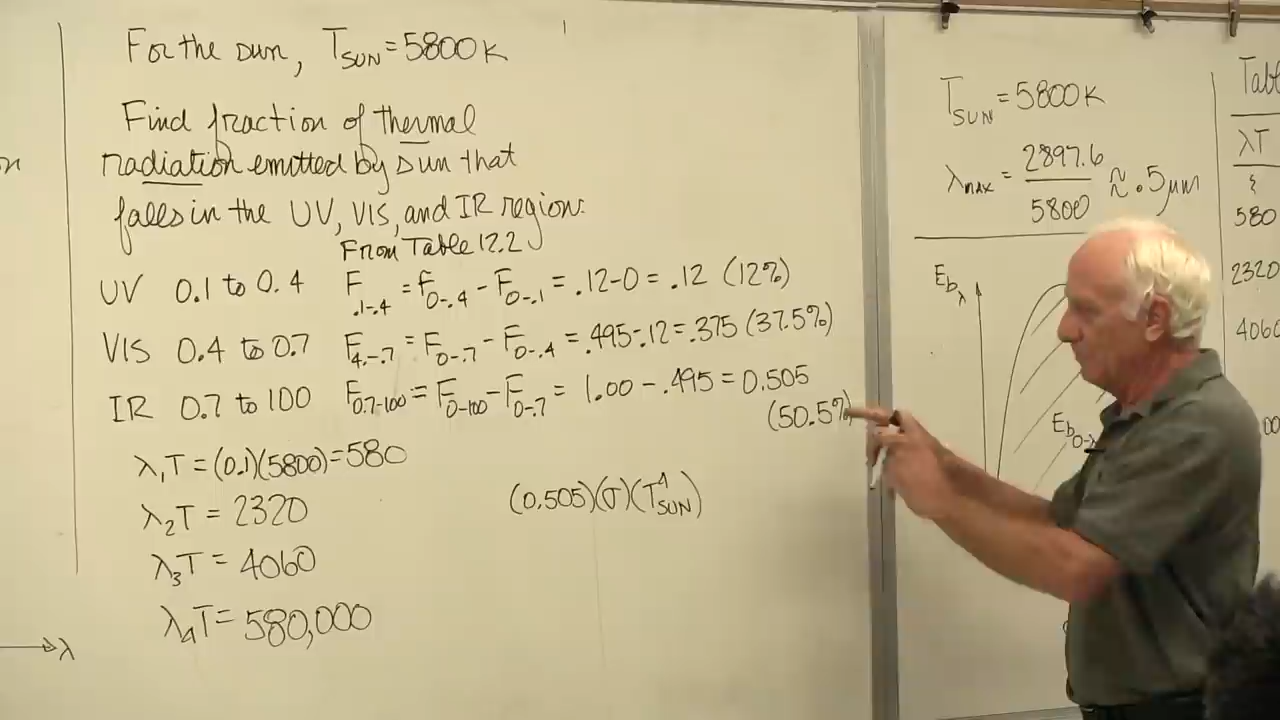 For the sun, T_SUN = 5800 K
Find fraction of thermal
radiation emitted by sun that
falls in the UV, VIS, and IR region.
From Table 12.2
UV 0.1 to 0.4 F_.1-.4 = F_0-.4 - F_0-.1 = .12-0 = .12 (12%)
VIS 0.4 to 0.7 F_.4-.7 = F_0-.7 - F_0-.4 = .495-.12 = .375 (37.5%)
IR 0.7 to 100 F_0.7-100 = F_0-100 - F_0-.7 = 1.00 - .495 = 0.505
(50.5%)
λ₁T = (0.1)(5800) = 580
λ₂T = 2320
λ₃T = 4060
λ₄T = 580,000
(0.505)(σ)(T_SUN^4)
λ
T_SUN = 5800 K
λ_max = 2897.6 / 5800 ≈ .5 μm
E_bλ
E_b0-λ
Tabl
λT
580
2320
4060